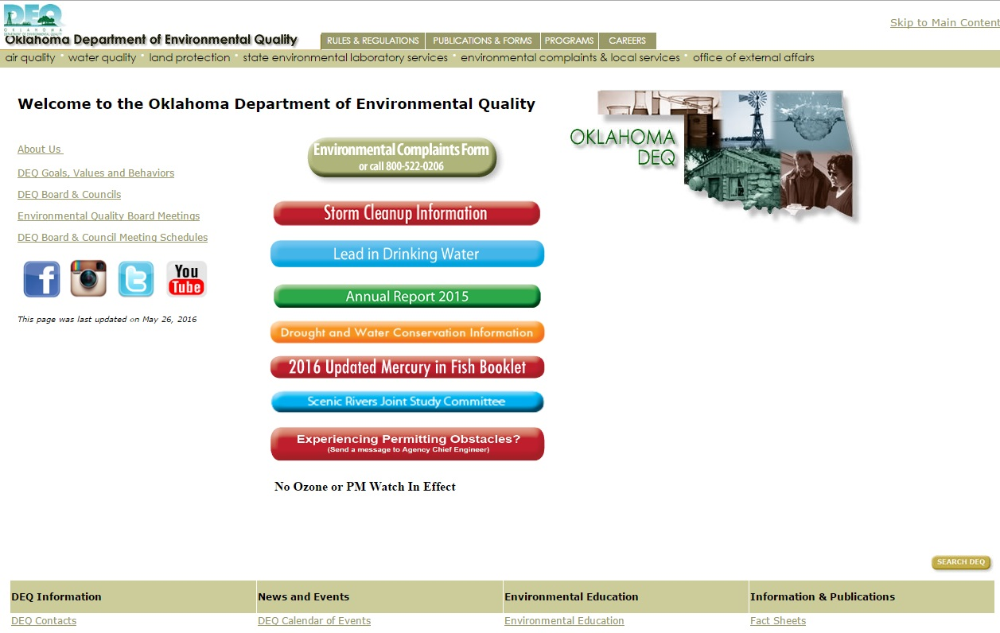 DEQ
OKLAHOMA
DEPARTMENT OF ENVIRONMENTAL QUALITY
Skip to Main Content
Oklahoma Department of Environmental Quality
RULES & REGULATIONS PUBLICATIONS & FORMS PROGRAMS CAREERS
air quality water quality land protection state environmental laboratory services environmental complaints & local services office of external affairs
Welcome to the Oklahoma Department of Environmental Quality
About Us
DEQ Goals, Values and Behaviors
DEQ Board & Councils
Environmental Quality Board Meetings
DEQ Board & Council Meeting Schedules
You
Tube
This page was last updated on May 26, 2016
Environmental Complaints Form
or call 800-522-0206
Storm Cleanup Information
Lead in Drinking Water
Annual Report 2015
Drought and Water Conservation Information
2016 Updated Mercury in Fish Booklet
Scenic Rivers Joint Study Committee
Experiencing Permitting Obstacles?
(Send a message to Agency Chief Engineer)
No Ozone or PM Watch In Effect
OKLAHOMA
DEQ
SEARCH DEQ
DEQ Information News and Events Environmental Education Information & Publications
DEQ Contacts DEQ Calendar of Events Environmental Education Fact Sheets